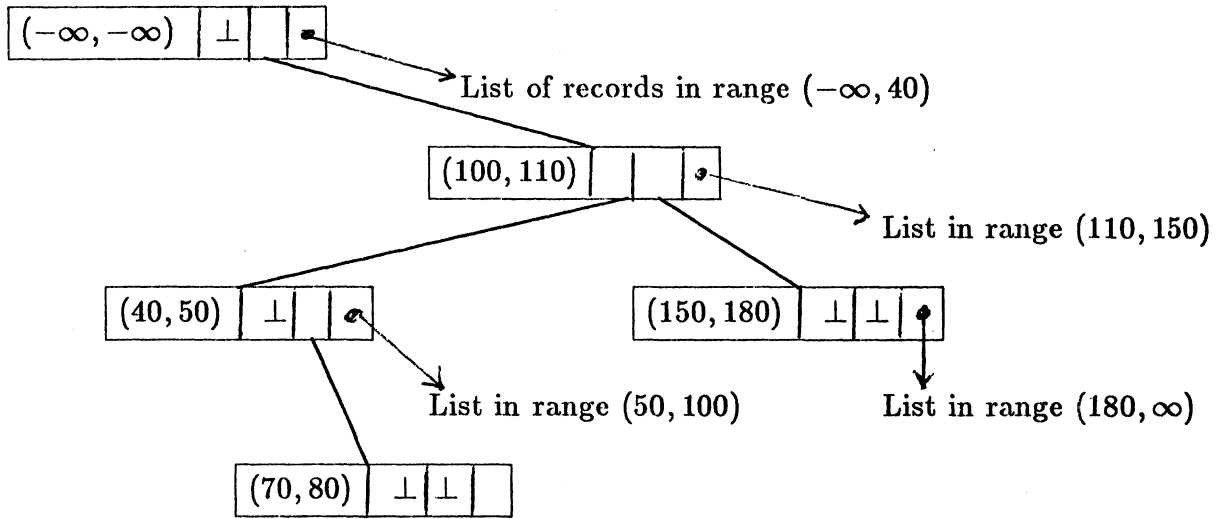 (−∞, −∞) ⊥
List of records in range (−∞, 40)
(100, 110)
List in range (110, 150)
(40, 50) ⊥
(150, 180) ⊥ ⊥
List in range (50, 100)
List in range (180, ∞)
(70, 80) ⊥ ⊥